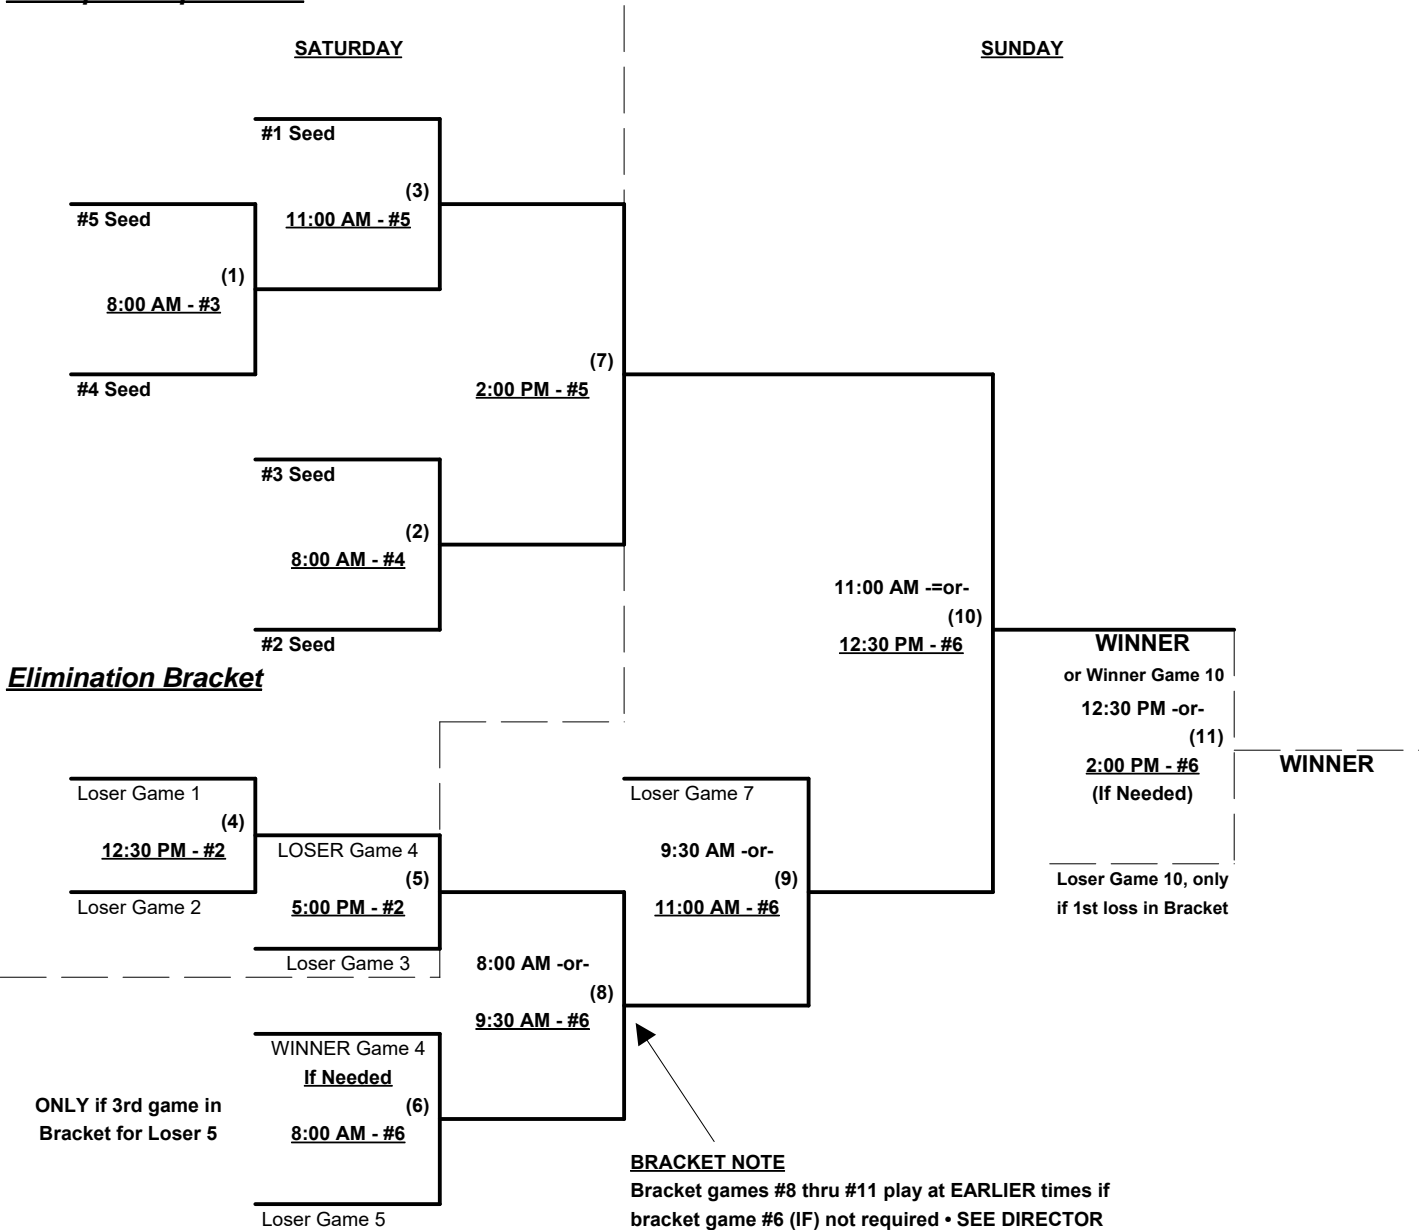 SATURDAY
SUNDAY
#1 Seed
(3)
#5 Seed
11:00 AM - #5
(1)
8:00 AM - #3
(7)
#4 Seed
2:00 PM - #5
#3 Seed
(2)
8:00 AM - #4
11:00 AM -=or-
(10)
12:30 PM - #6
#2 Seed
WINNER
or Winner Game 10
Elimination Bracket
12:30 PM -or-
(11)
2:00 PM - #6
WINNER
(If Needed)
Loser Game 1
Loser Game 7
(4)
12:30 PM - #2
LOSER Game 4
9:30 AM -or-
(5)
(9)
Loser Game 10, only
Loser Game 2
5:00 PM - #2
11:00 AM - #6
if 1st loss in Bracket
Loser Game 3
8:00 AM -or-
(8)
9:30 AM - #6
WINNER Game 4
If Needed
ONLY if 3rd game in
(6)
Bracket for Loser 5
8:00 AM - #6
BRACKET NOTE
Bracket games #8 thru #11 play at EARLIER times if
Loser Game 5
bracket game #6 (IF) not required • SEE DIRECTOR